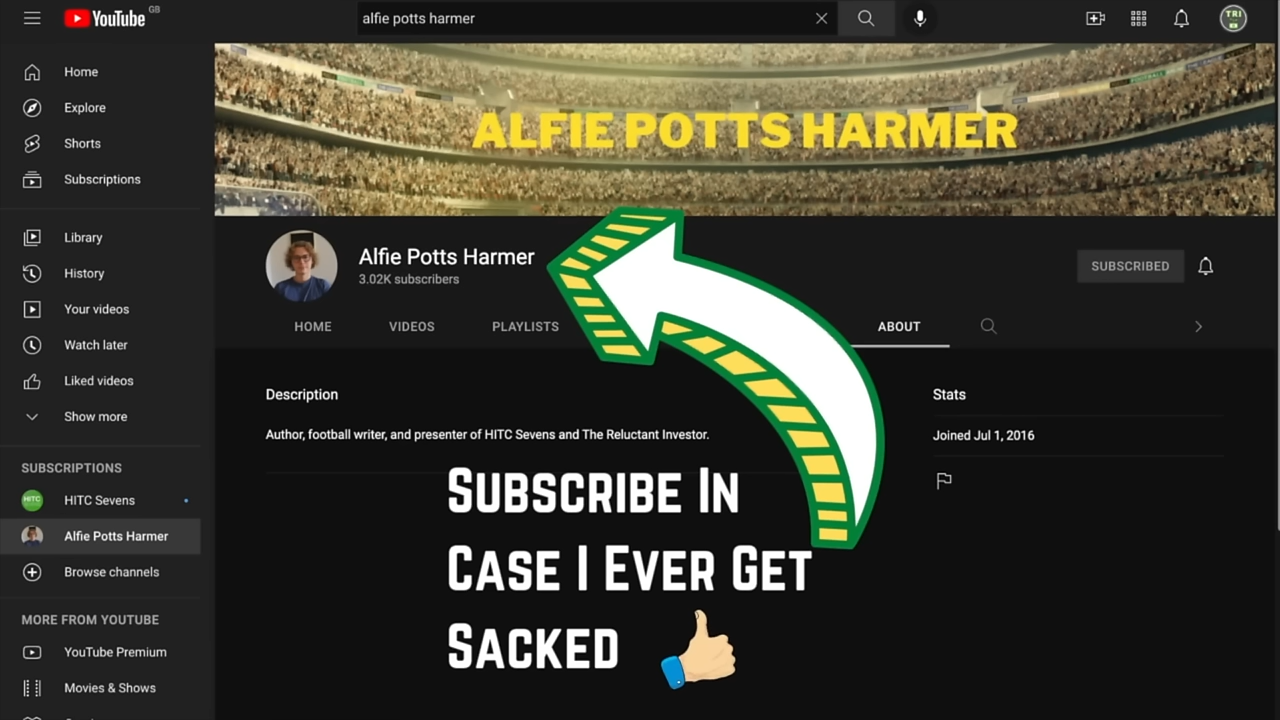 YouTube GB
alfie potts harmer
TRI
Home
Explore
Shorts
Subscriptions
Library
History
Your videos
Watch later
Liked videos
Show more
SUBSCRIPTIONS
HITC HITC Sevens
Alfie Potts Harmer
Browse channels
MORE FROM YOUTUBE
YouTube Premium
Movies & Shows
ALFIE POTTS HARMER
Alfie Potts Harmer
3.02K subscribers
SUBSCRIBED
HOME VIDEOS PLAYLISTS ABOUT
Description
Author, football writer, and presenter of HITC Sevens and The Reluctant Investor.
Stats
Joined Jul 1, 2016
SUBSCRIBE IN
CASE I EVER GET
SACKED